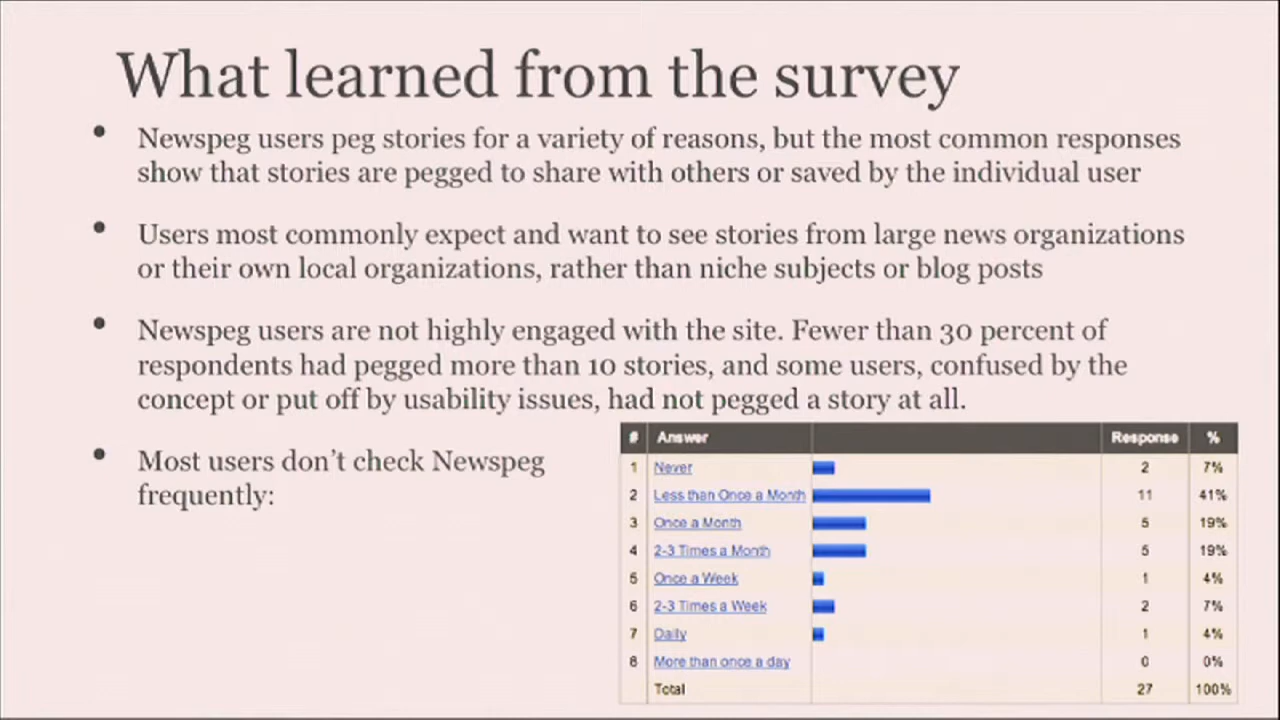 What learned from the survey
• Newspeg users peg stories for a variety of reasons, but the most common responses
show that stories are pegged to share with others or saved by the individual user
• Users most commonly expect and want to see stories from large news organizations
or their own local organizations, rather than niche subjects or blog posts
• Newspeg users are not highly engaged with the site. Fewer than 30 percent of
respondents had pegged more than 10 stories, and some users, confused by the
concept or put off by usability issues, had not pegged a story at all.
• Most users don't check Newspeg
frequently:
# Answer Response %
1 Never 2 7%
2 Less than Once a Month 11 41%
3 Once a Month 5 19%
4 2-3 Times a Month 5 19%
5 Once a Week 1 4%
6 2-3 Times a Week 2 7%
7 Daily 1 4%
8 More than once a day 0 0%
Total 27 100%